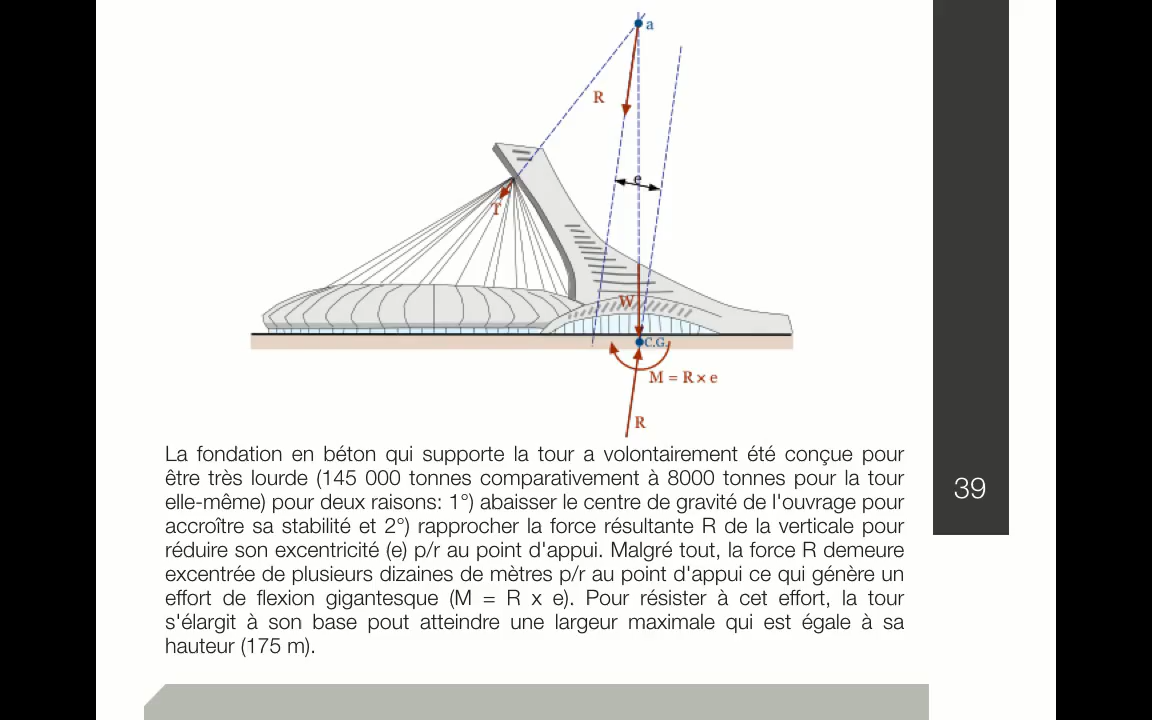 a
R
e
T
W
C.G.
M = R x e
R
La fondation en béton qui supporte la tour a volontairement été conçue pour
être très lourde (145 000 tonnes comparativement à 8000 tonnes pour la tour
elle-même) pour deux raisons: 1°) abaisser le centre de gravité de l'ouvrage pour
accroître sa stabilité et 2°) rapprocher la force résultante R de la verticale pour
réduire son excentricité (e) p/r au point d'appui. Malgré tout, la force R demeure
excentrée de plusieurs dizaines de mètres p/r au point d'appui ce qui génère un
effort de flexion gigantesque (M = R x e). Pour résister à cet effort, la tour
s'élargit à son base pout atteindre une largeur maximale qui est égale à sa
hauteur (175 m).
39